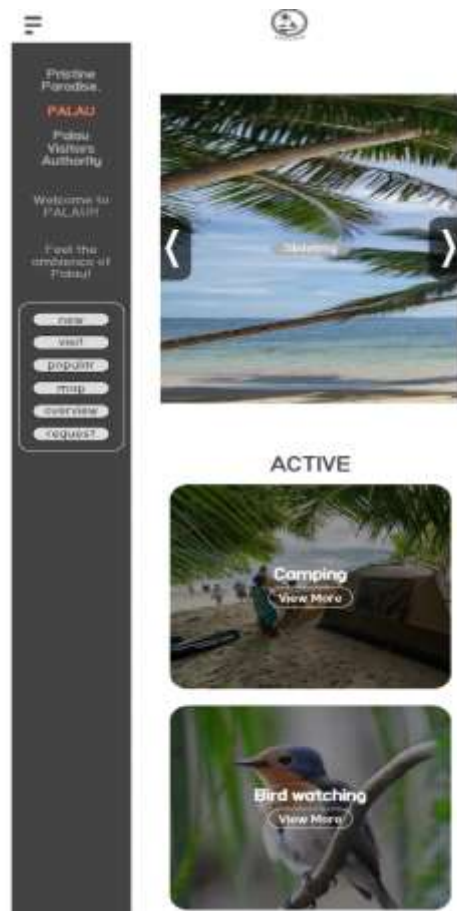 Pristine
Paradise.
PALAU
Palau
Visitors
Authority
Welcome to
PALAU!!!
Feel the
ambience of
Palau!
new
visit
populir
map
overview
request
ACTIVE
Camping
View More
Bird watching
View More